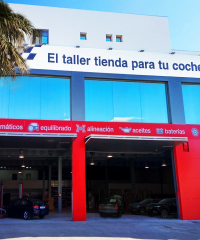 El taller tienda para tu coche
máticos equilibrado alineación aceites baterías